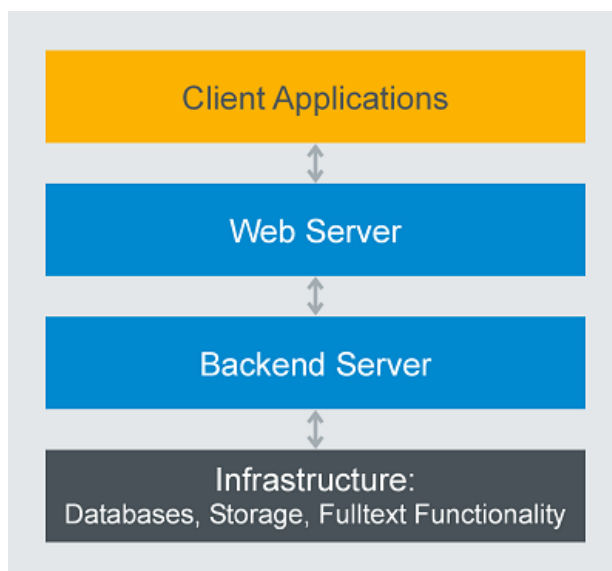 Client Applications
Web Server
Backend Server
Infrastructure:
Databases, Storage, Fulltext Functionality